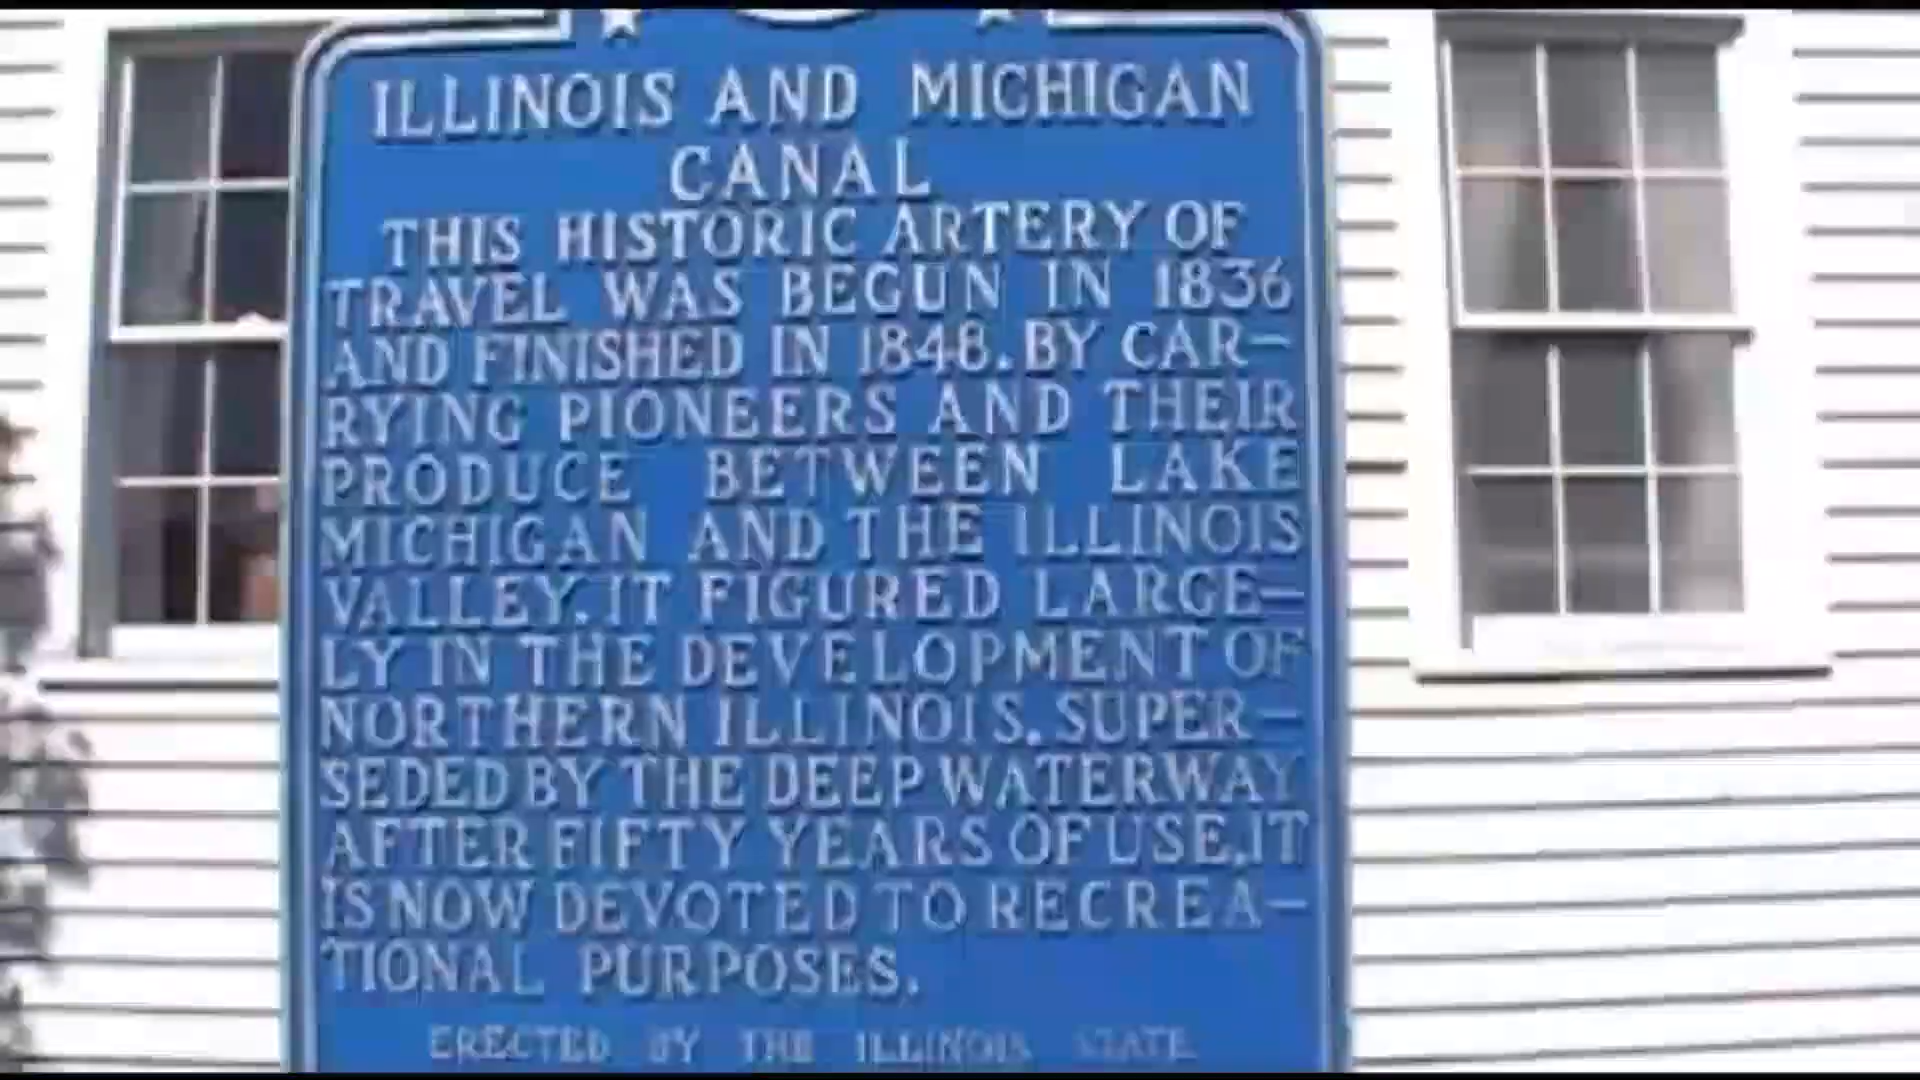 ILLINOIS AND MICHIGAN
CANAL
THIS HISTORIC ARTERY OF
TRAVEL WAS BEGUN IN 1836
AND FINISHED IN 1848. BY CAR-
RYING PIONEERS AND THEIR
PRODUCE BETWEEN LAKE
MICHIGAN AND THE ILLINOIS
VALLEY. IT FIGURED LARGE-
LY IN THE DEVELOPMENT OF
NORTHERN ILLINOIS. SUPER-
SEDED BY THE DEEP WATERWAY
AFTER FIFTY YEARS OF USE, IT
IS NOW DEVOTED TO RECREA-
TIONAL PURPOSES.
ERECTED BY THE ILLINOIS STATE